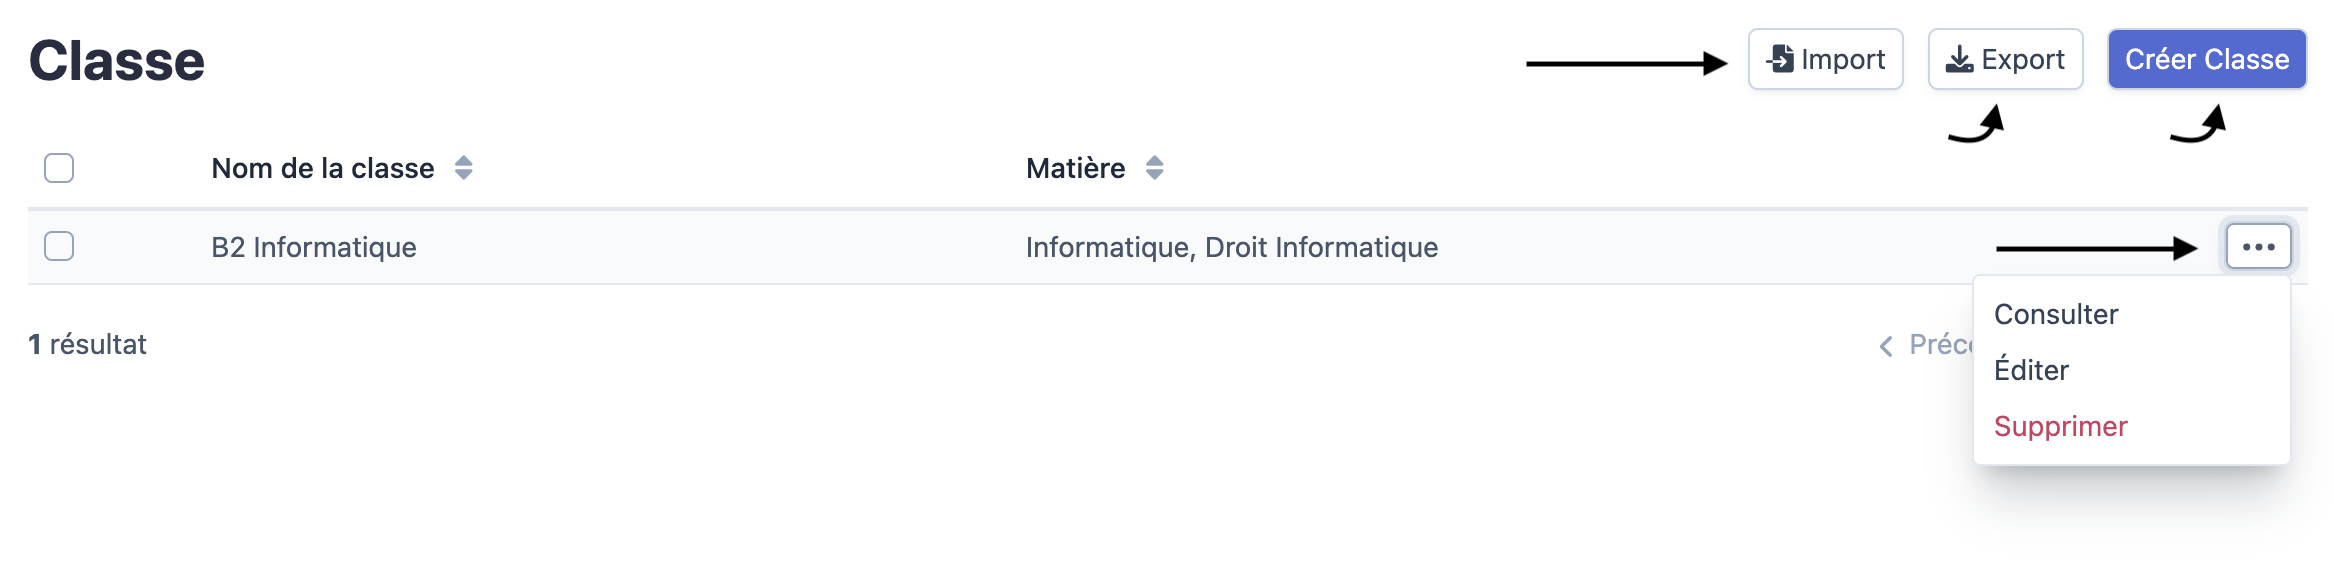 Classe
Import Export Créer Classe
Nom de la classe Matière
B2 Informatique Informatique, Droit Informatique
Consulter
1 résultat
Éditer
Supprimer